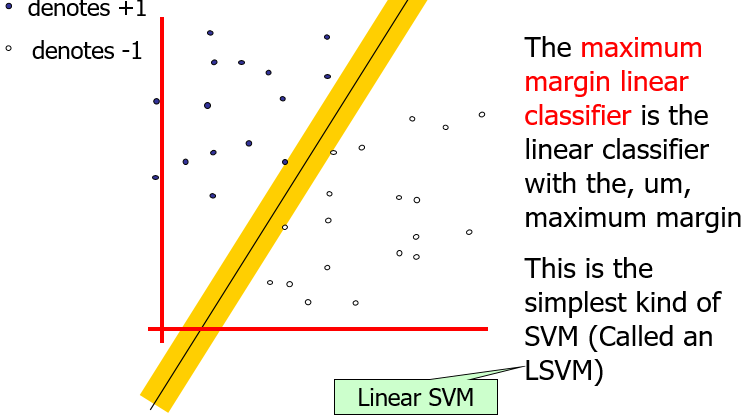 denotes +1
denotes -1
The maximum
margin linear
classifier is the
linear classifier
with the, um,
maximum margin
This is the
simplest kind of
SVM (Called an
LSVM)
Linear SVM